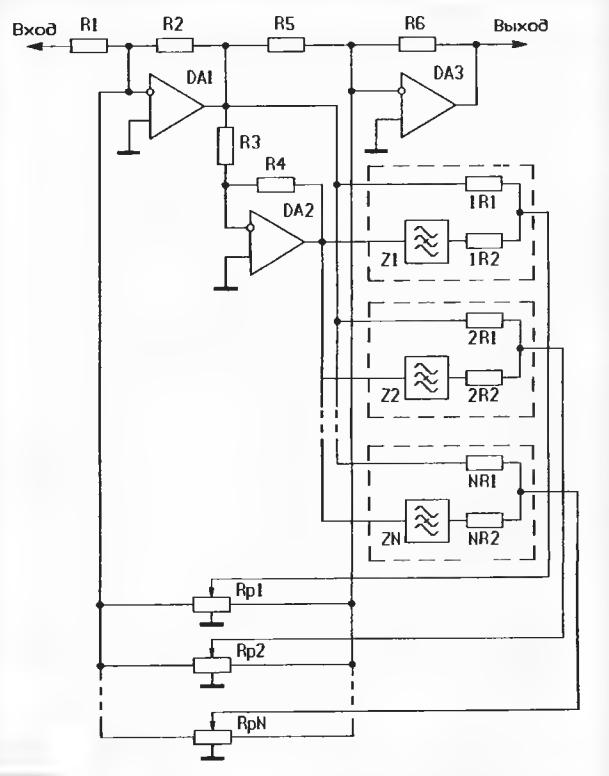 Вход
R1
R2
R5
R6
Выход
DA1
DA3
R3
R4
DA2
1R1
Z1
1R2
2R1
Z2
2R2
NR1
ZN
NR2
Rp1
Rp2
RpN